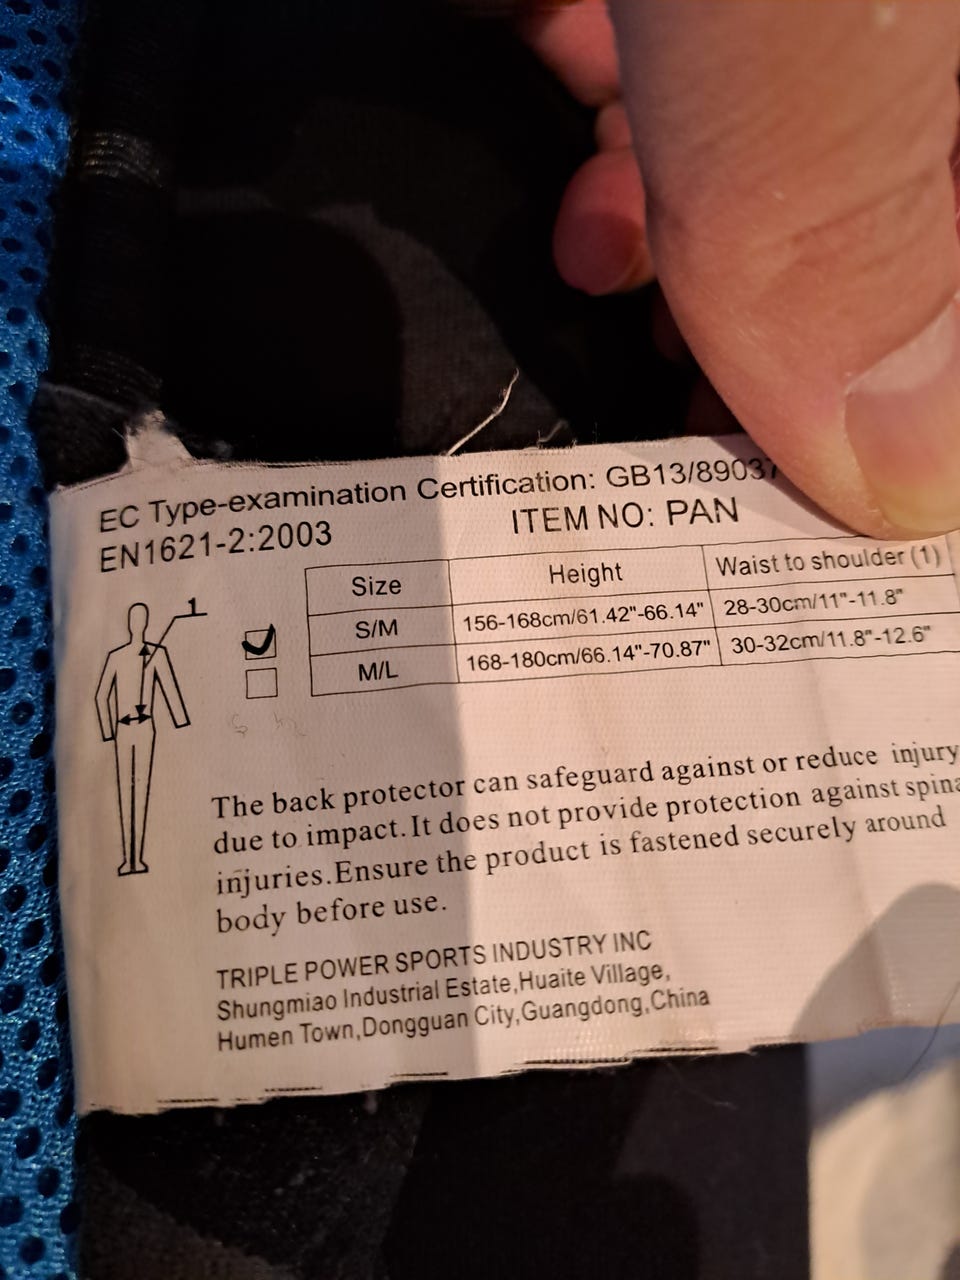 EC Type-examination Certification: GB13/89037
EN1621-2:2003
ITEM NO: PAN
1
Size Height Waist to shoulder (1)
S/M 156-168cm/61.42"-66.14" 28-30cm/11"-11.8"
M/L 168-180cm/66.14"-70.87" 30-32cm/11.8"-12.6"
The back protector can safeguard against or reduce injury
due to impact.It does not provide protection against
injuries.Ensure the product is fastened securely around
body before use.
TRIPLE POWER SPORTS INDUSTRY INC
Shungmiao Industrial Estate,Huaite Village,
Humen Town,Dongguan City,Guangdong,China